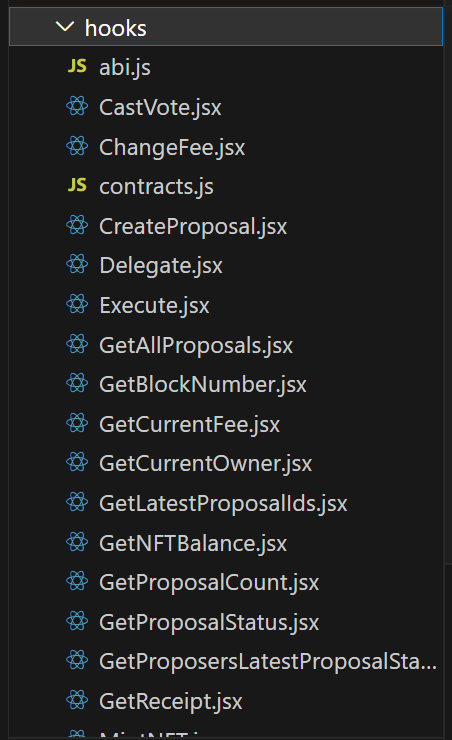 hooks
JS abi.js
CastVote.jsx
ChangeFee.jsx
JS contracts.js
CreateProposal.jsx
Delegate.jsx
Execute.jsx
GetAllProposals.jsx
GetBlockNumber.jsx
GetCurrentFee.jsx
GetCurrentOwner.jsx
GetLatestProposalIds.jsx
GetNFTBalance.jsx
GetProposalCount.jsx
GetProposalStatus.jsx
GetProposersLatestProposalSta...
GetReceipt.jsx